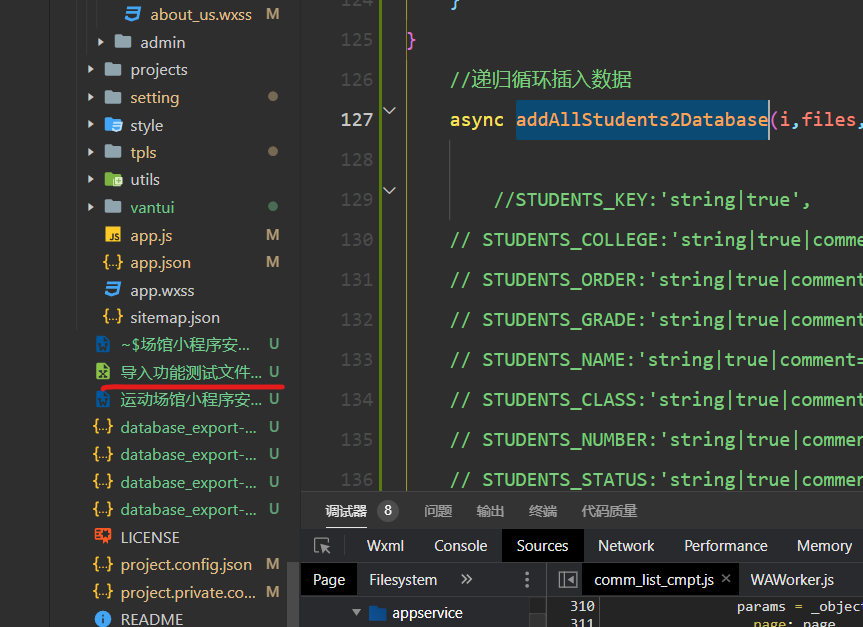 about_us.wxss M
admin
projects
setting
style
tpls
utils
vantui
app.js M
app.json M
app.wxss
sitemap.json
~$场馆小程序安... U
导入功能测试文件... U
运动场馆小程序安... U
database_export-... U
database_export-... U
database_export-... U
database_export-... U
LICENSE
project.config.json M
project.private.co... M
README
124 }
125 }
126 //递归循环插入数据
127 async addAllStudents2Database(i,files,
128
129 //STUDENTS_KEY:'string|true',
130 // STUDENTS_COLLEGE:'string|true|comme
131 // STUDENTS_ORDER:'string|true|comment
132 // STUDENTS_GRADE:'string|true|comment
133 // STUDENTS_NAME:'string|true|comment=
134 // STUDENTS_CLASS:'string|true|comment
135 // STUDENTS_NUMBER:'string|true|commen
136 // STUDENTS_STATUS:'string|true|commen
调试器 8 问题 输出 终端 代码质量
Wxml Console Sources Network Performance Memory
Page Filesystem » comm_list_cmpt.js × WAWorker.js
appservice
310 params = _objec
311 page: page